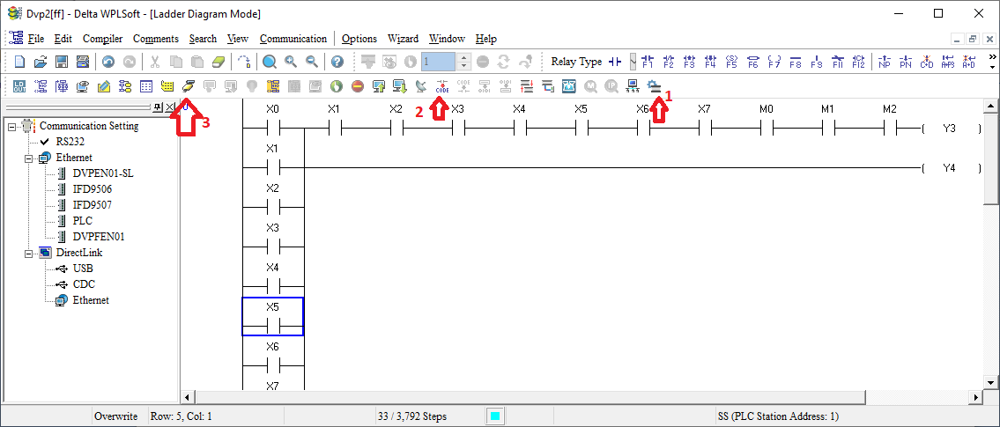 Dvp2[ff] - Delta WPLSoft - [Ladder Diagram Mode]
File Edit Compiler Comments Search View Communication Options Wizard Window Help
1 Relay Type F1 F2 F3 F4 F5 F6 F7 F8 F9 F11 F12 NP PN
CODE CODE
1
2
3
X0 X1 X2 X3 X4 X5 X6 X7 M0 M1 M2
Y3
X1
Y4
X2
X3
X4
X5
X6
X7
Communication Setting
RS232
Ethernet
DVPEN01-SL
IFD9506
IFD9507
PLC
DVPFEN01
DirectLink
USB
CDC
Ethernet
Overwrite Row: 5, Col: 1 33 / 3,792 Steps SS (PLC Station Address: 1)